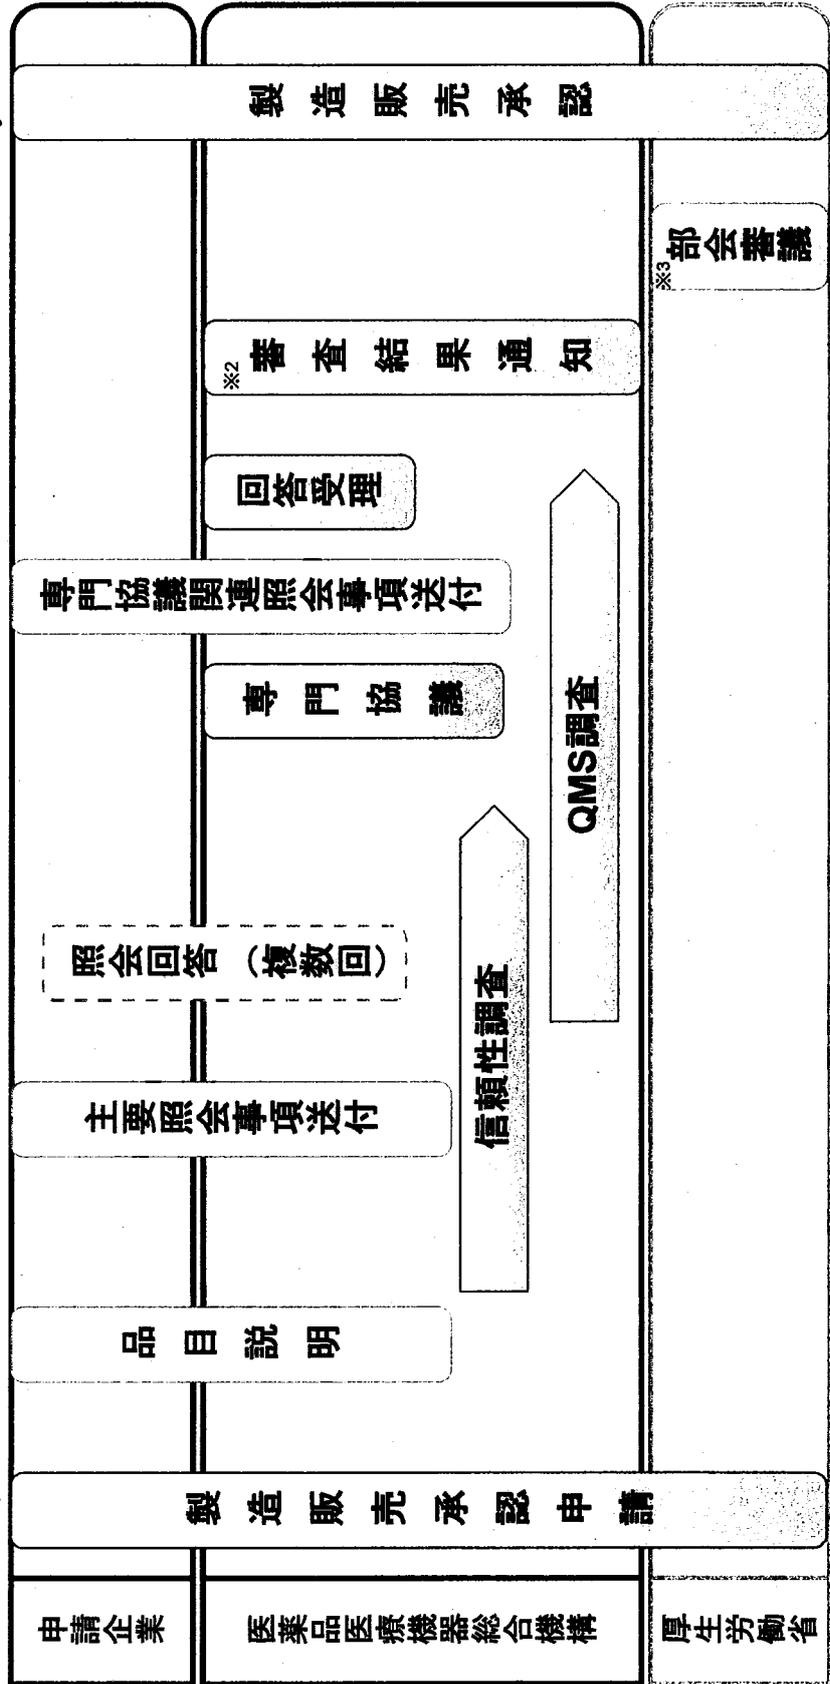 申請企業
医薬品医療機器総合機構
厚生労働省
製造販売承認申請
品目説明
主要照会事項送付
照会回答（複数回）
信頼性調査
QMS調査
専門協議
専門協議関連照会事項送付
回答受理
※2
審査結果通知
※3
部会審議
製造販売承認